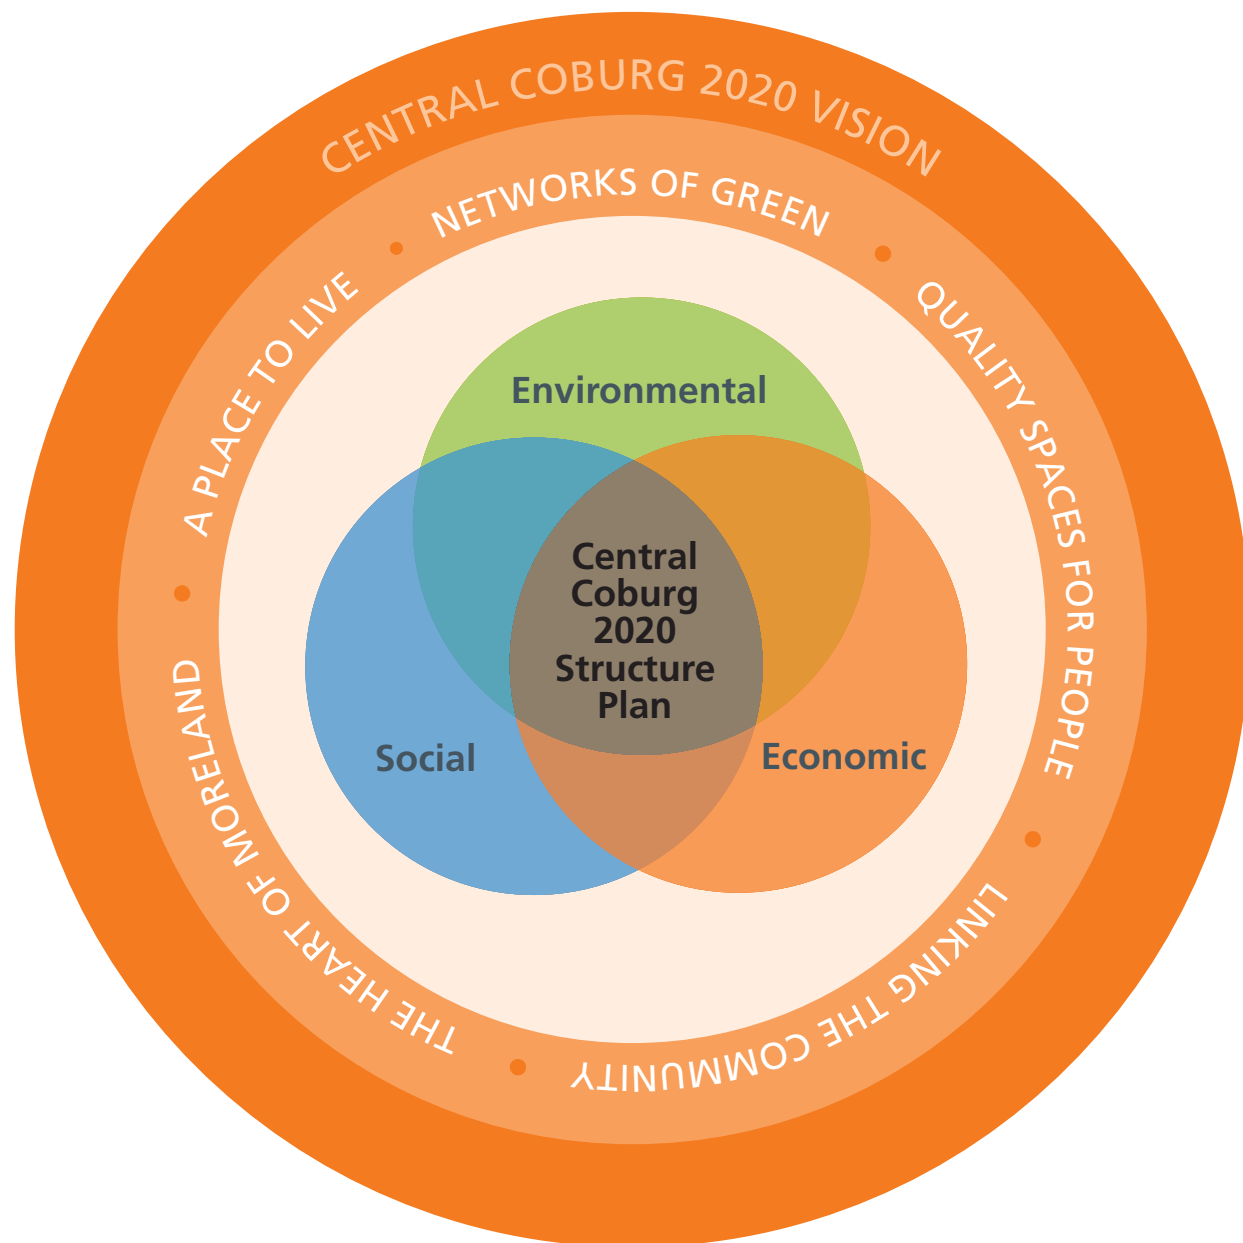 CENTRAL COBURG 2020 VISION
NETWORKS OF GREEN
QUALITY SPACES FOR PEOPLE
LINKING THE COMMUNITY
THE HEART OF MORELAND
A PLACE TO LIVE
Environmental
Central
Coburg
2020
Structure
Plan
Social
Economic